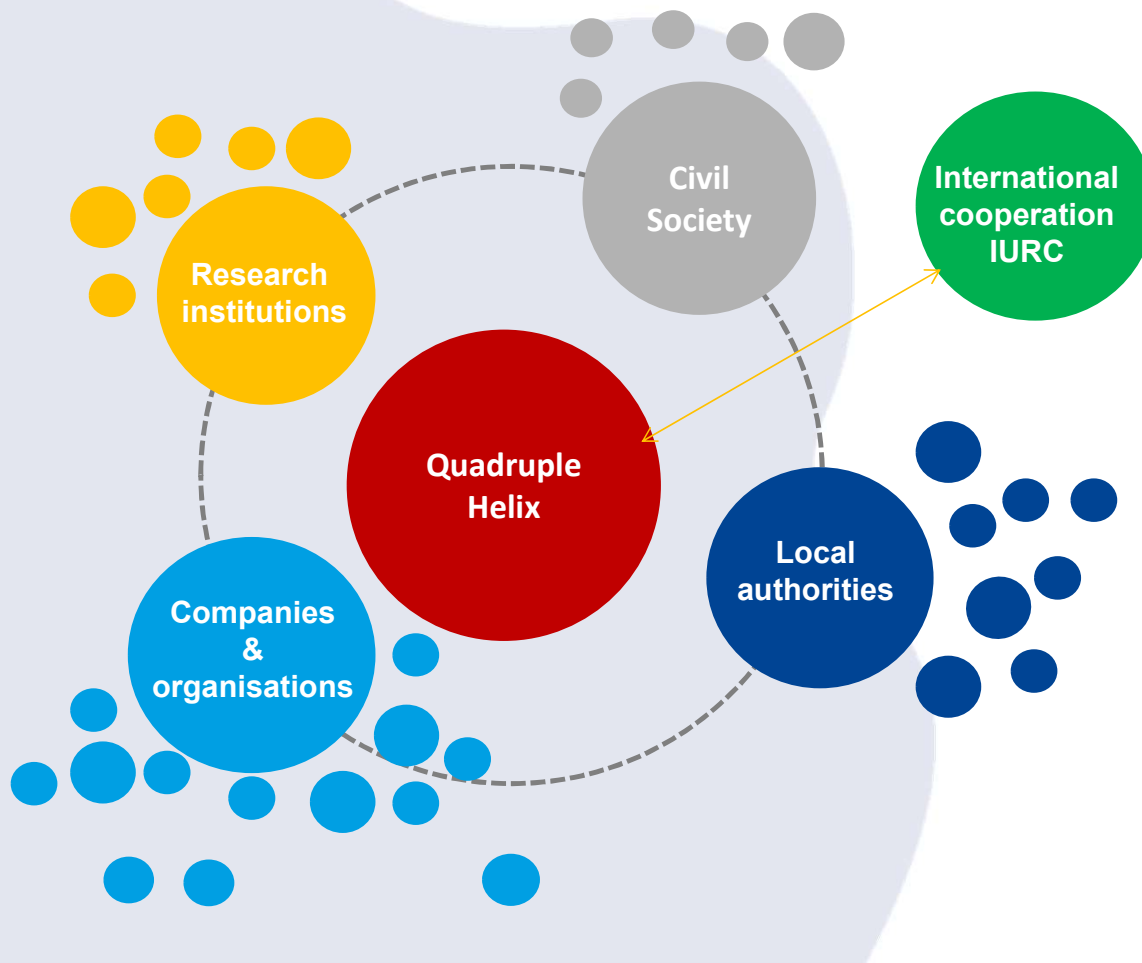 Civil
Society
International
cooperation
IURC
Research
institutions
Quadruple
Helix
Local
authorities
Companies
&
organisations